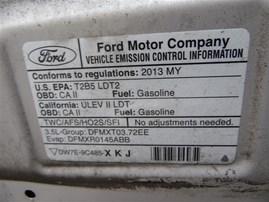 Ford
Ford Motor Company
VEHICLE EMISSION CONTROL INFORMATION
Conforms to regulations: 2013 MY
U.S. EPA: T2B5 LDT2
OBD: CA II Fuel: Gasoline
California: ULEV II LDT
OBD: CA II Fuel: Gasoline
TWC/AFS/HO2S/SFI No adjustments needed.
3.5L-Group: DFMXT03.72EE
Evap: DFMXR0145ABB
DW7E-9C485- X K J